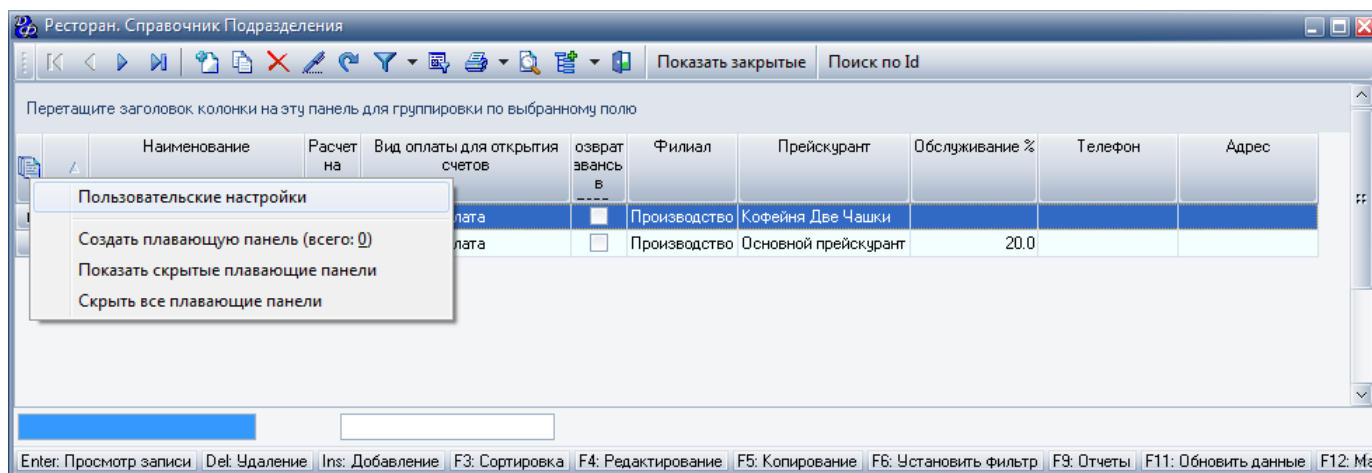 Ресторан. Справочник Подразделения
Показать закрытые Поиск по Id
Перетащите заголовок колонки на эту панель для группировки по выбранному полю
Наименование Расчет на Вид оплаты для открытия счетов озврат звансь в Филиал Прейскурант Обслуживание % Телефон Адрес
Пользовательские настройки
лата Производство Кофейня Две Чашки
Создать плавающую панель (всего: 0)
лата Производство Основной прейскурант 20.0
Показать скрытые плавающие панели
Скрыть все плавающие панели
Enter: Просмотр записи Del: Удаление Ins: Добавление F3: Сортировка F4: Редактирование F5: Копирование F6: Установить фильтр F9: Отчеты F11: Обновить данные F12: М